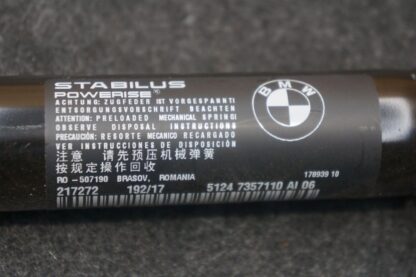 STABILUS
POWERISE®
BMW
ACHTUNG: ZUGFEDER IST VORGESPANNT!
ENTSORGUNGSVORSCHRIFT BEACHTEN
ATTENTION: PRELOADED MECHANICAL SPRING!
OBSERVE DISPOSAL INSTRUCTIONS
PRECAUCIÓN: RESORTE MECANICO RECARGADO
VER INSTRUCCIONES DE DISPOSICIÓN
注意 请先预压机械弹簧
按规定操作回收
178939 10
RO - 507190 BRASOV, ROMANIA
217272 192/17 5124 7357110 AI 06